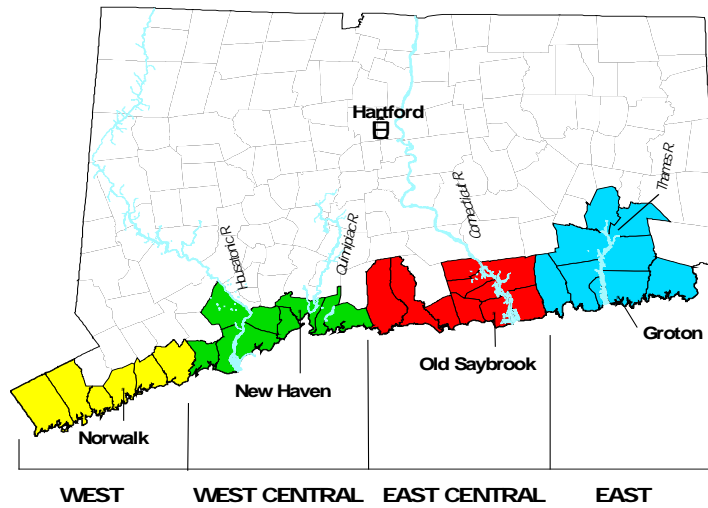 Hartford
Thames R
Connecticut R
Housatonic R
Quinnipiac R
Groton
Old Saybrook
New Haven
Norwalk
WEST
WEST CENTRAL
EAST CENTRAL
EAST